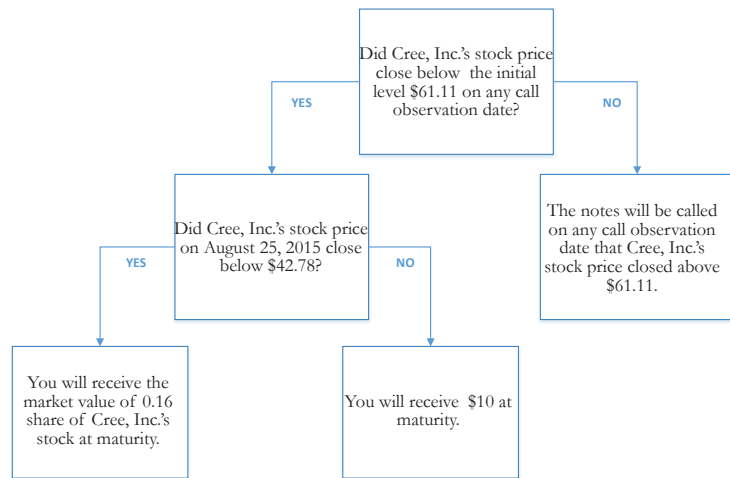 Did Cree, Inc.'s stock price
close below the initial
level $61.11 on any call
observation date?
YES
NO
Did Cree, Inc.'s stock price
on August 25, 2015 close
below $42.78?
The notes will be called
on any call observation
date that Cree, Inc.'s
stock price closed above
$61.11.
YES
NO
You will receive the
market value of 0.16
share of Cree, Inc.'s
stock at maturity.
You will receive $10 at
maturity.